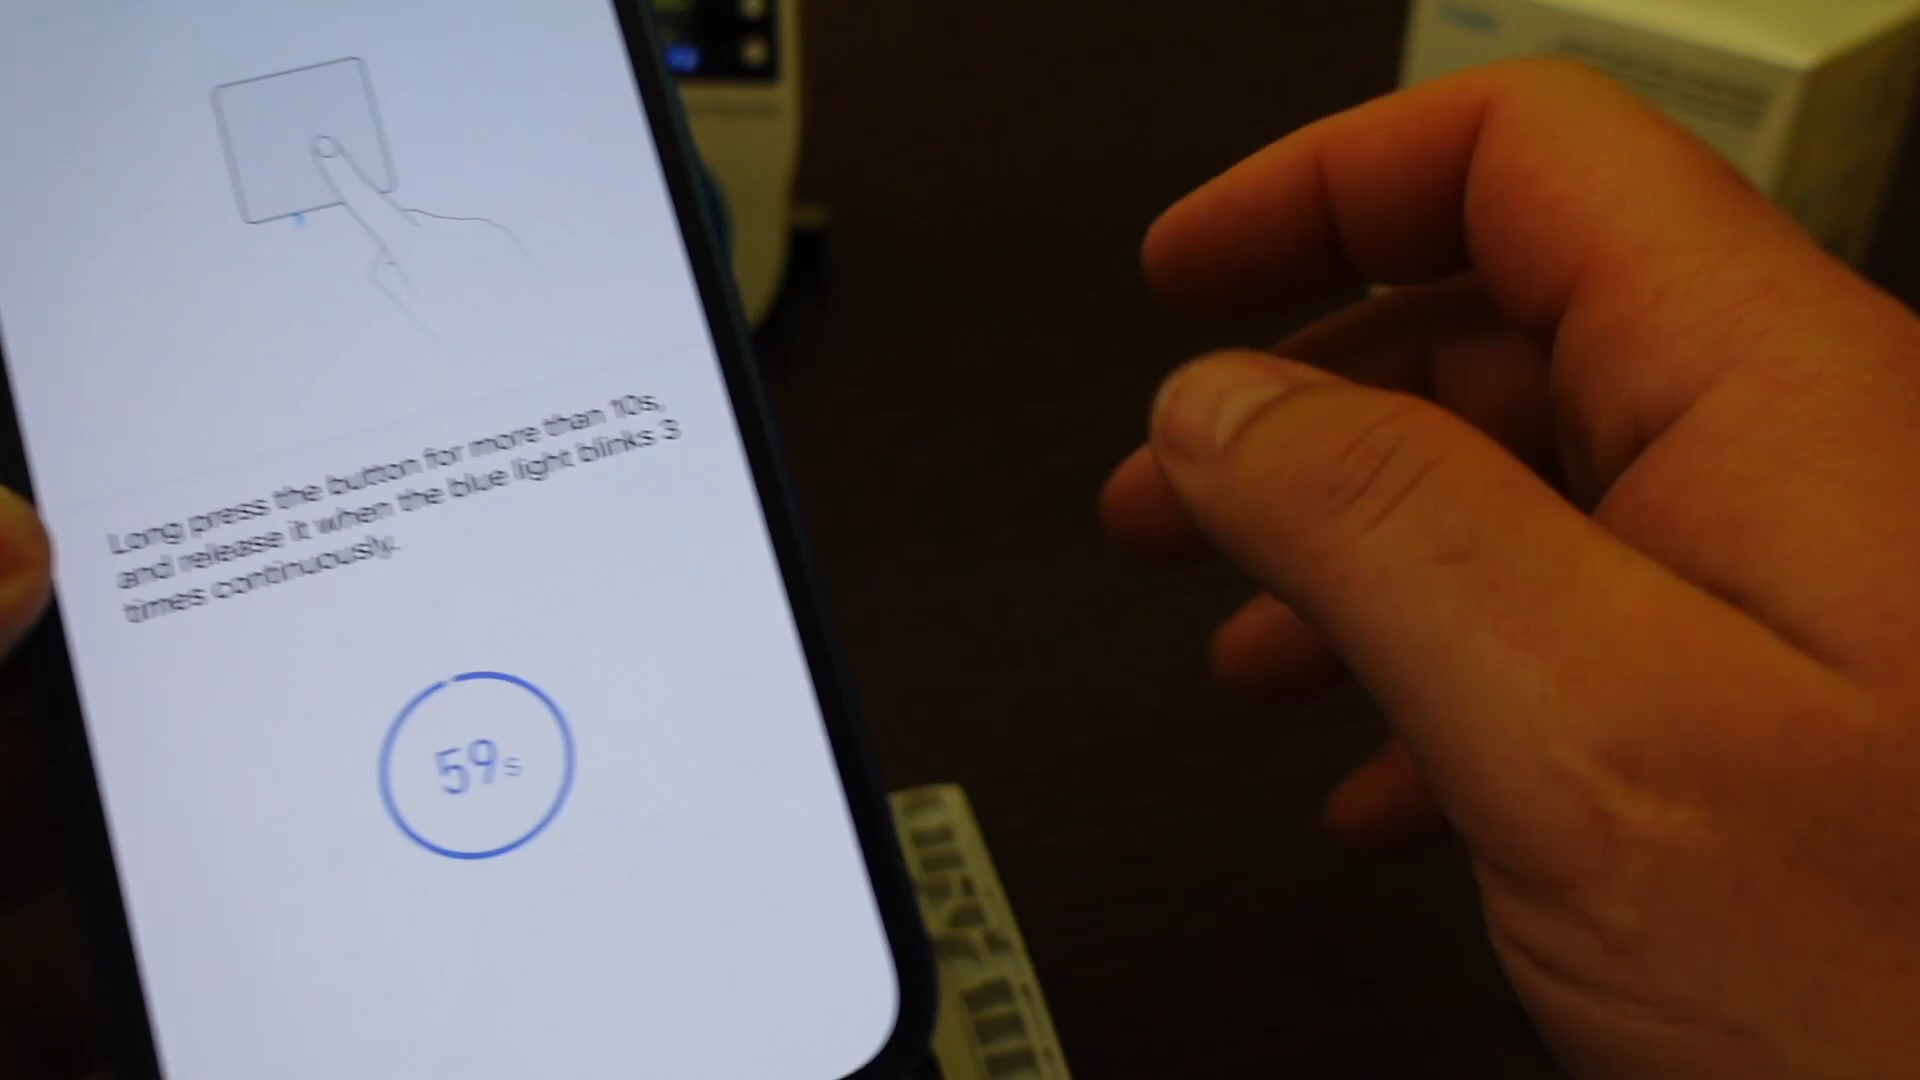 Long press the button for more than 10s,
and release it when the blue light blinks 3
times continuously.
59s